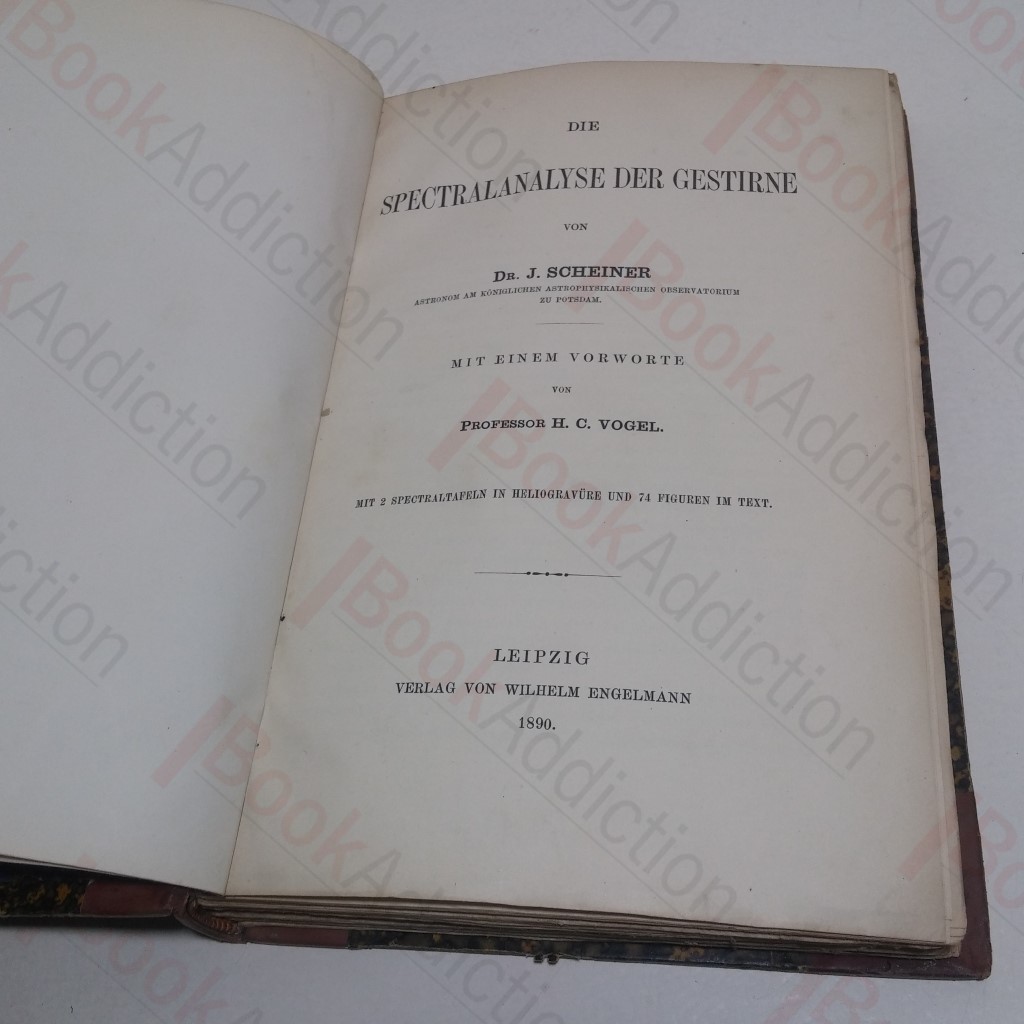 DIE
SPECTRALANALYSE DER GESTIRNE
VON
DR. J. SCHEINER
ASTRONOM AM KÖNIGLICHEN ASTROPHYSIKALISCHEN OBSERVATORIUM
ZU POTSDAM.
MIT EINEM VORWORTE
VON
PROFESSOR H. C. VOGEL.
MIT 2 SPECTRALTAFELN IN HELIOGRAVÜRE UND 74 FIGUREN IM TEXT.
LEIPZIG
VERLAG VON WILHELM ENGELMANN
1890.
BookAddiction